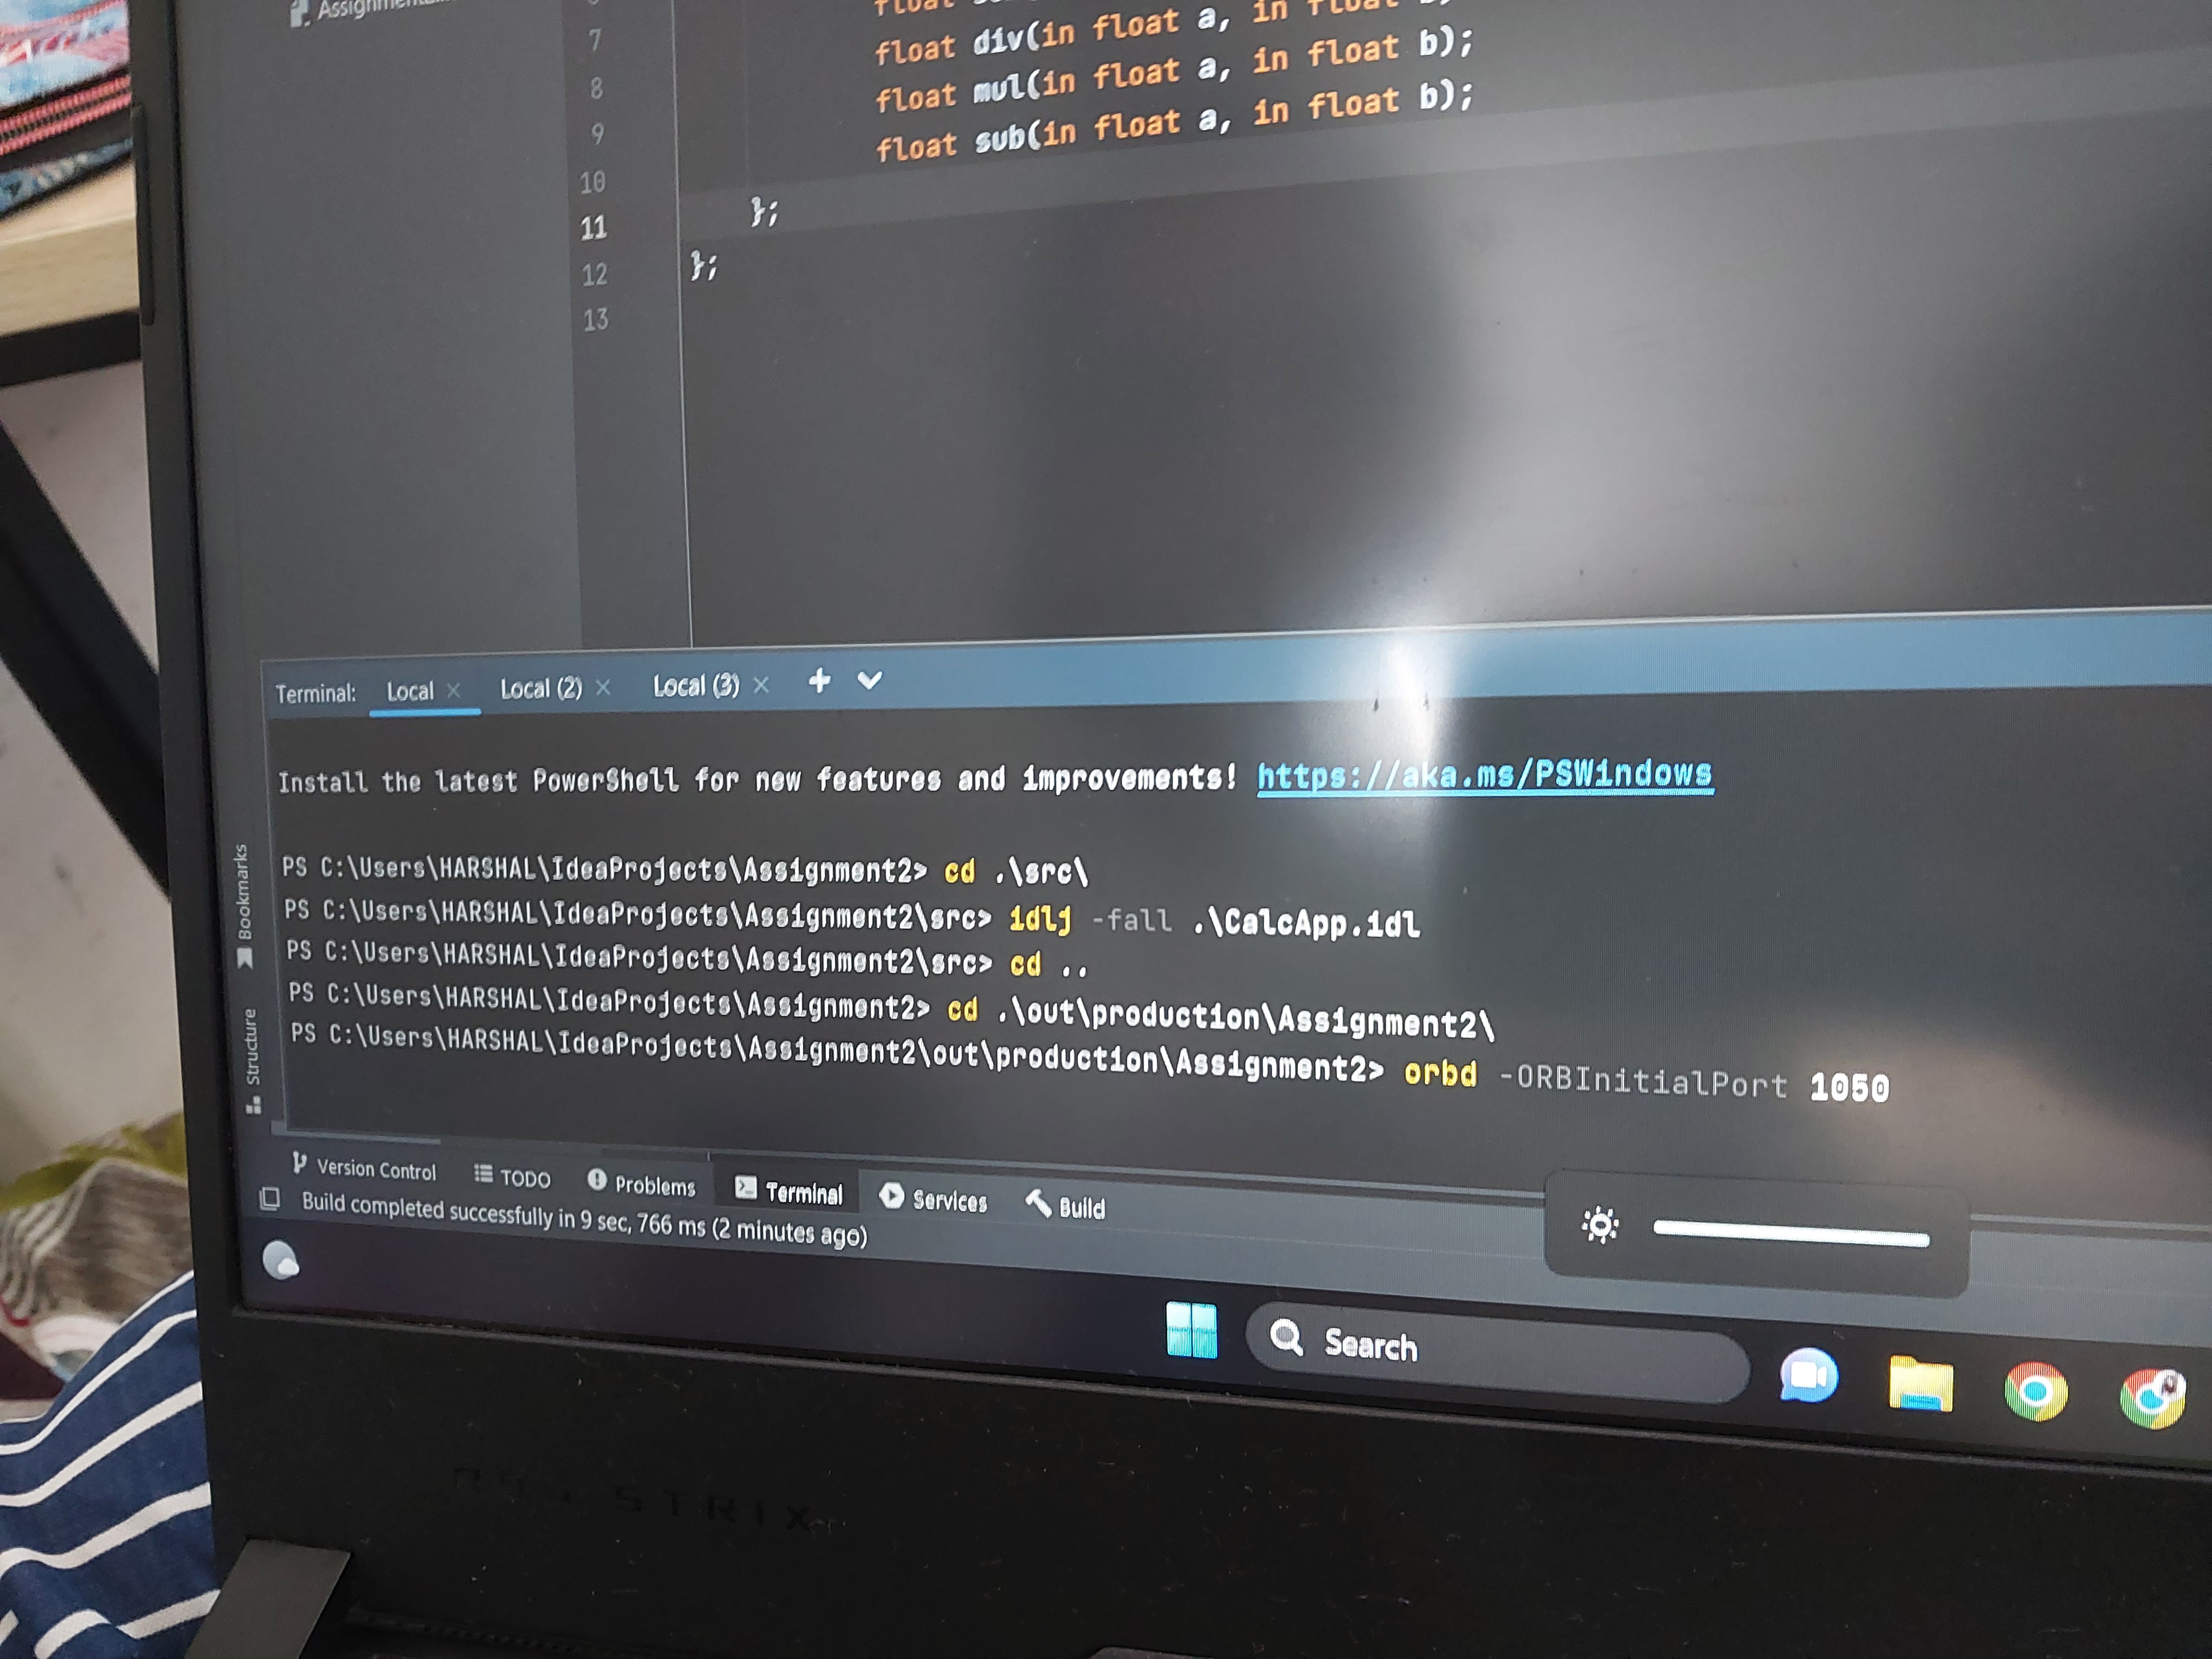 Assignment
float
7
float div(in float a, in float b);
8
float mul(in float a, in float b);
9
float sub(in float a, in float b);
10
11
};
12
};
13
Terminal: Local × Local (2) × Local (3) × +
Install the latest PowerShell for new features and improvements! https://aka.ms/PSWindows
PS C:\Users\HARSHAL\IdeaProjects\Assignment2> cd .\src\
PS C:\Users\HARSHAL\IdeaProjects\Assignment2\src> idlj -fall .\CalcApp.idl
PS C:\Users\HARSHAL\IdeaProjects\Assignment2\src> cd ..
PS C:\Users\HARSHAL\IdeaProjects\Assignment2> cd .\out\production\Assignment2\
PS C:\Users\HARSHAL\IdeaProjects\Assignment2\out\production\Assignment2> orbd -ORBInitialPort 1050
Bookmarks
Structure
Version Control TODO Problems Terminal Services Build
Build completed successfully in 9 sec, 766 ms (2 minutes ago)
Search
STRIX